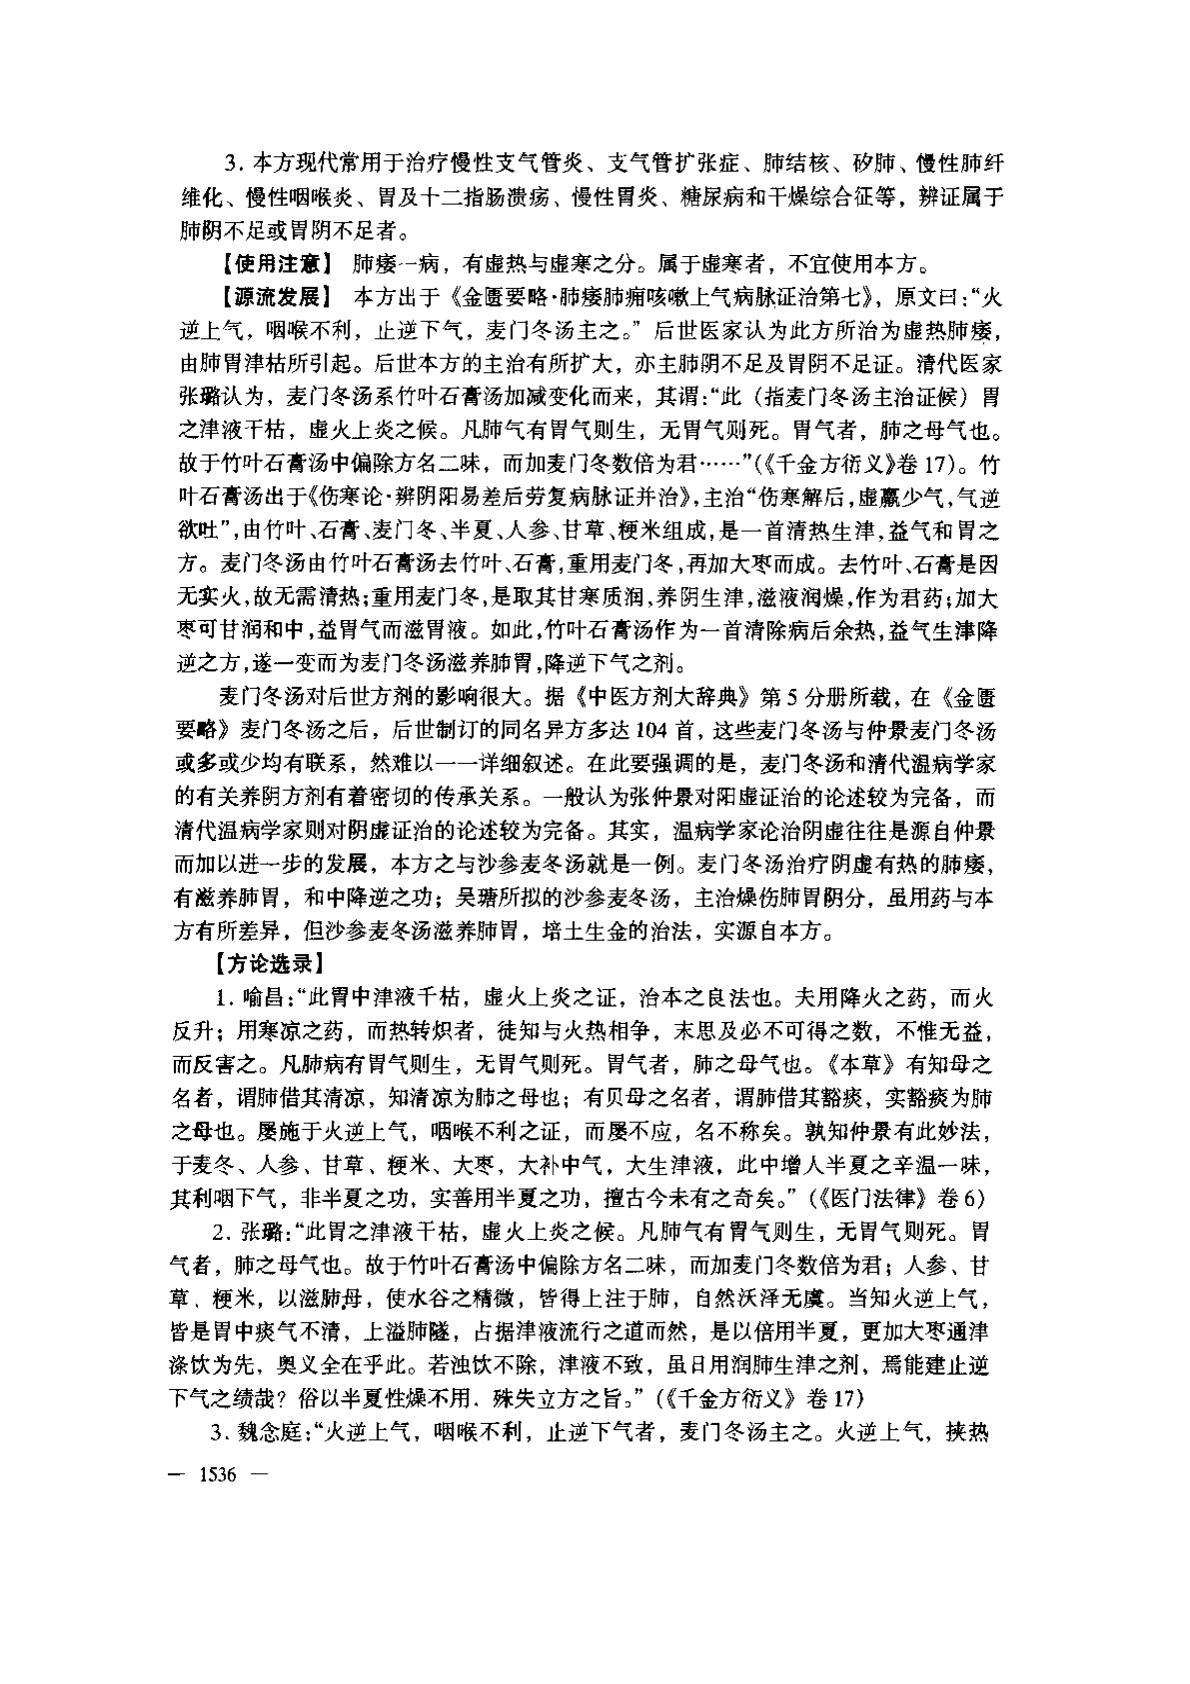 3. 本方现代常用于治疗慢性支气管炎、支气管扩张症、肺结核、矽肺、慢性肺纤
维化、慢性咽喉炎、胃及十二指肠溃疡、慢性胃炎、糖尿病和干燥综合征等，辨证属于
肺阴不足或胃阴不足者。
【使用注意】 肺痿一病，有虚热与虚寒之分。属于虚寒者，不宜使用本方。
【源流发展】 本方出于《金匮要略·肺痿肺痈咳嗽上气病脉证治第七》，原文曰：“火
逆上气，咽喉不利，止逆下气，麦门冬汤主之。”后世医家认为此方所治为虚热肺痿，
由肺胃津枯所引起。后世本方的主治有所扩大，亦主肺阴不足及胃阴不足证。清代医家
张璐认为，麦门冬汤系竹叶石膏汤加减变化而来，其谓：“此（指麦门冬汤主治证候）胃
之津液干枯，虚火上炎之候。凡肺气有胃气则生，无胃气则死。胃气者，肺之母气也。
故于竹叶石膏汤中偏除方名二味，而加麦门冬数倍为君……”（《千金方衍义》卷 17）。竹
叶石膏汤出于《伤寒论·辨阴阳易差后劳复病脉证并治》，主治“伤寒解后，虚羸少气，气逆
欲吐”，由竹叶、石膏、麦门冬、半夏、人参、甘草、粳米组成，是一首清热生津，益气和胃之
方。麦门冬汤由竹叶石膏汤去竹叶、石膏，重用麦门冬，再加大枣而成。去竹叶、石膏是因
无实火，故无需清热；重用麦门冬，是取其甘寒质润，养阴生津，滋液润燥，作为君药；加大
枣可甘润和中，益胃气而滋胃液。如此，竹叶石膏汤作为一首清除病后余热，益气生津降
逆之方，遂一变而为麦门冬汤滋养肺胃，降逆下气之剂。
麦门冬汤对后世方剂的影响很大。据《中医方剂大辞典》第 5 分册所载，在《金匮
要略》麦门冬汤之后，后世制订的同名异方多达 104 首，这些麦门冬汤与仲景麦门冬汤
或多或少均有联系，然难以一一详细叙述。在此要强调的是，麦门冬汤和清代温病学家
的有关养阴方剂有着密切的传承关系。一般认为张仲景对阳虚证治的论述较为完备，而
清代温病学家则对阴虚证治的论述较为完备。其实，温病学家论治阴虚往往是源自仲景
而加以进一步的发展，本方之与沙参麦冬汤就是一例。麦门冬汤治疗阴虚有热的肺痿，
有滋养肺胃，和中降逆之功；吴瑭所拟的沙参麦冬汤，主治燥伤肺胃阴分，虽用药与本
方有所差异，但沙参麦冬汤滋养肺胃，培土生金的治法，实源自本方。
【方论选录】
1. 喻昌：“此胃中津液千枯，虚火上炎之证，治本之良法也。夫用降火之药，而火
反升；用寒凉之药，而热转炽者，徒知与火热相争，末思及必不可得之数，不惟无益，
而反害之。凡肺病有胃气则生，无胃气则死。胃气者，肺之母气也。《本草》有知母之
名者，谓肺借其清凉，知清凉为肺之母也；有贝母之名者，谓肺借其豁痰，实豁痰为肺
之母也。屡施于火逆上气，咽喉不利之证，而屡不应，名不称矣。孰知仲景有此妙法，
于麦冬、人参、甘草、粳米、大枣，大补中气，大生津液，此中增人半夏之辛温一味，
其利咽下气，非半夏之功，实善用半夏之功，擅古今未有之奇矣。”（《医门法律》卷 6）
2. 张璐：“此胃之津液干枯，虚火上炎之候。凡肺气有胃气则生，无胃气则死。胃
气者，肺之母气也。故于竹叶石膏汤中偏除方名二味，而加麦门冬数倍为君；人参、甘
草、粳米，以滋肺母，使水谷之精微，皆得上注于肺，自然沃泽无虞。当知火逆上气，
皆是胃中痰气不清，上溢肺隧，占据津液流行之道而然，是以倍用半夏，更加大枣通津
涤饮为先，奥义全在乎此。若浊饮不除，津液不致，虽日用润肺生津之剂，焉能建止逆
下气之绩哉？俗以半夏性燥不用，殊失立方之旨。”（《千金方衍义》卷 17）
3. 魏念庭：“火逆上气，咽喉不利，止逆下气者，麦门冬汤主之。火逆上气，挟热
— 1536 —